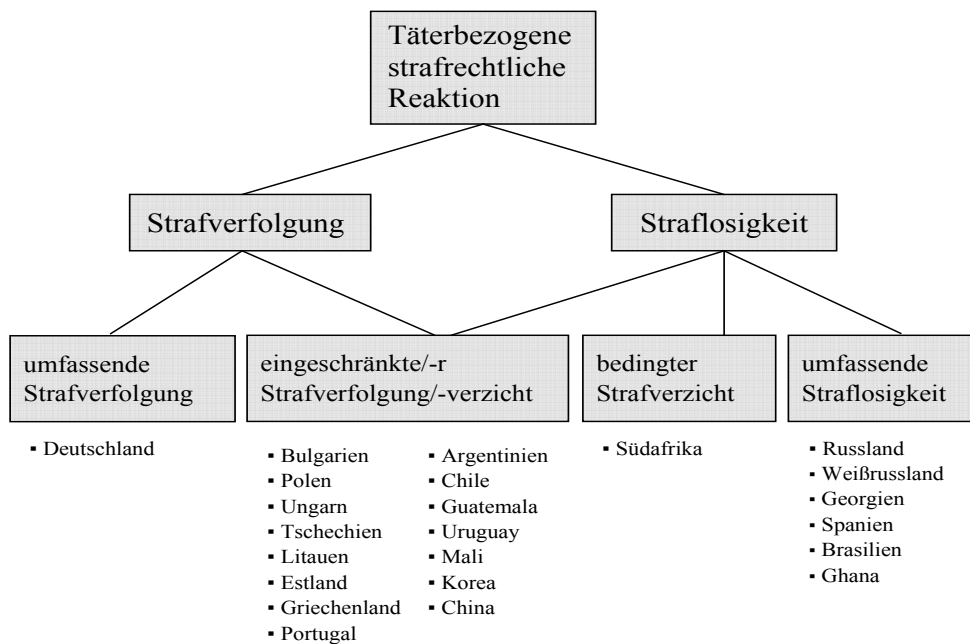 Täterbezogene
strafrechtliche
Reaktion
Strafverfolgung
Straflosigkeit
umfassende
Strafverfolgung
eingeschränkte/-r
Strafverfolgung/-verzicht
bedingter
Strafverzicht
umfassende
Straflosigkeit
▪ Deutschland
▪ Bulgarien
▪ Polen
▪ Ungarn
▪ Tschechien
▪ Litauen
▪ Estland
▪ Griechenland
▪ Portugal
▪ Argentinien
▪ Chile
▪ Guatemala
▪ Uruguay
▪ Mali
▪ Korea
▪ China
▪ Südafrika
▪ Russland
▪ Weißrussland
▪ Georgien
▪ Spanien
▪ Brasilien
▪ Ghana